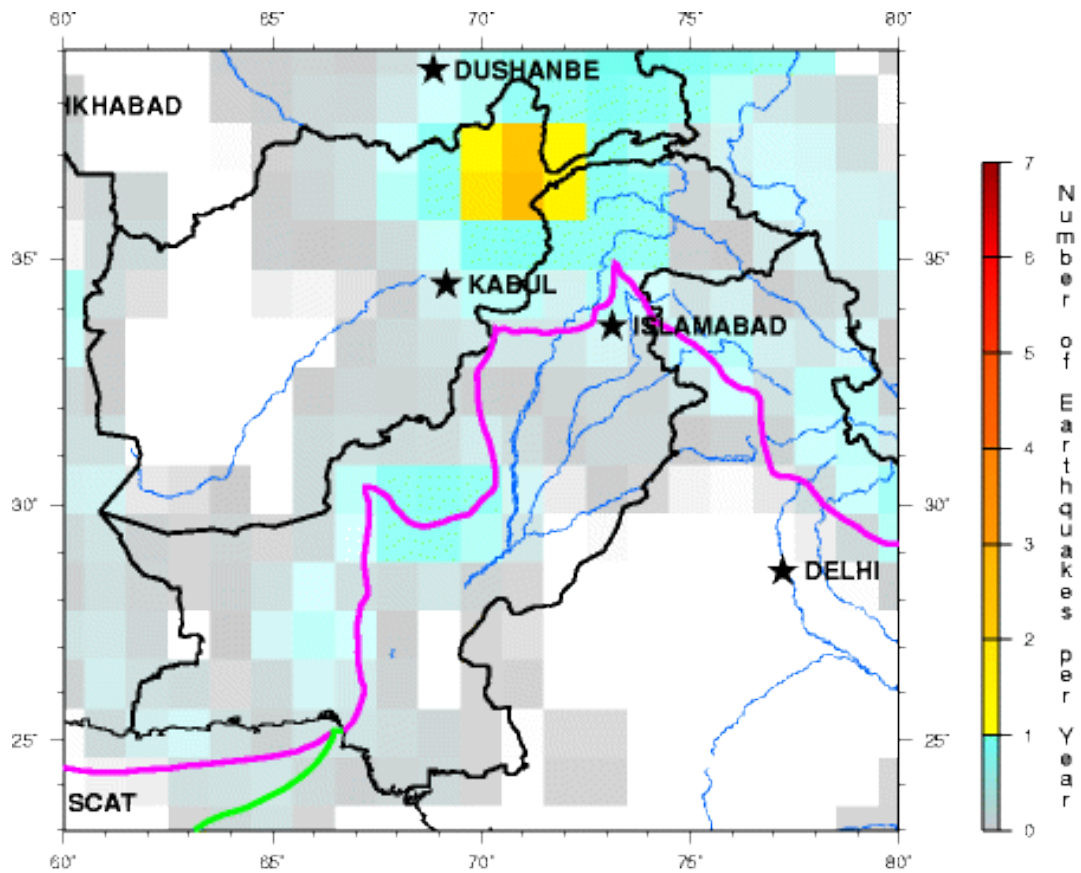 60° 65° 70° 75° 80°
DUSHANBE
IKHABAD
7
35° 35°
6
KABUL
ISLAMABAD
5
4
30° 30°
3
DELHI
2
25° 25°
1
SCAT
0
60° 65° 70° 75° 80°
Number of Earthquakes per Year